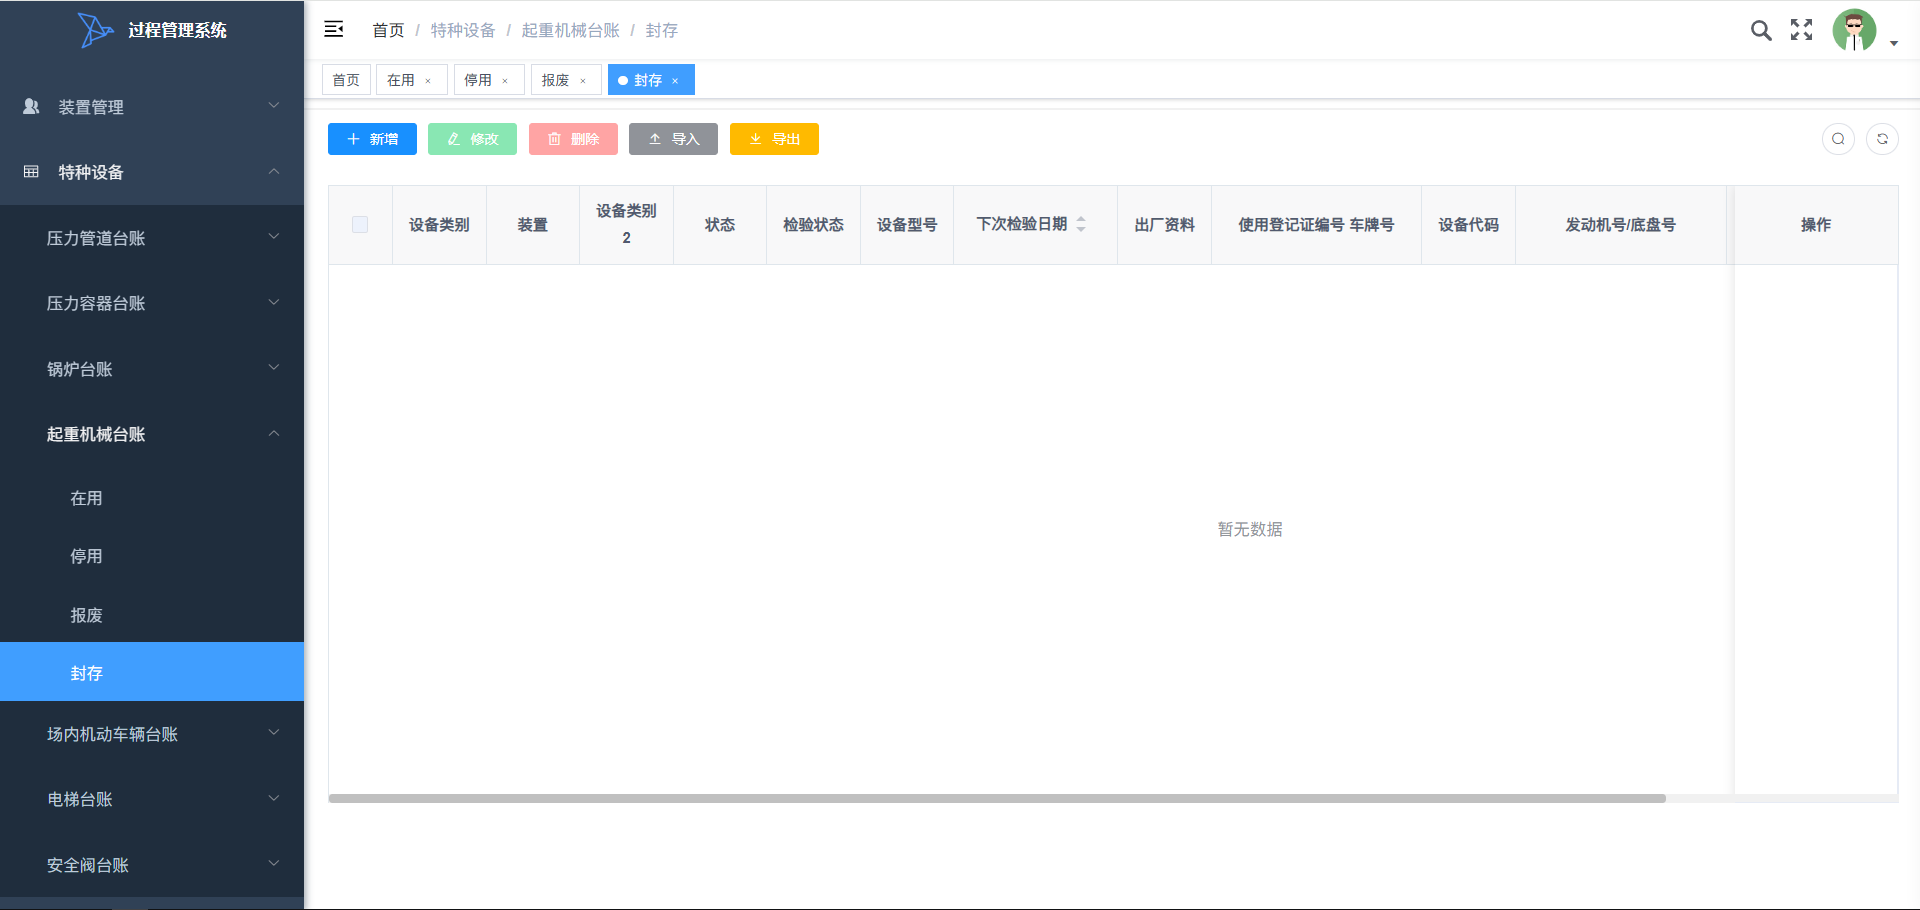 过程管理系统
首页 / 特种设备 / 起重机械台账 / 封存
首页 在用 × 停用 × 报废 × 封存 ×
装置管理
特种设备
压力管道台账
压力容器台账
锅炉台账
起重机械台账
在用
停用
报废
封存
场内机动车辆台账
电梯台账
安全阀台账
新增 修改 删除 导入 导出
设备类别 装置 设备类别2 状态 检验状态 设备型号 下次检验日期 出厂资料 使用登记证编号 车牌号 设备代码 发动机号/底盘号 操作
暂无数据